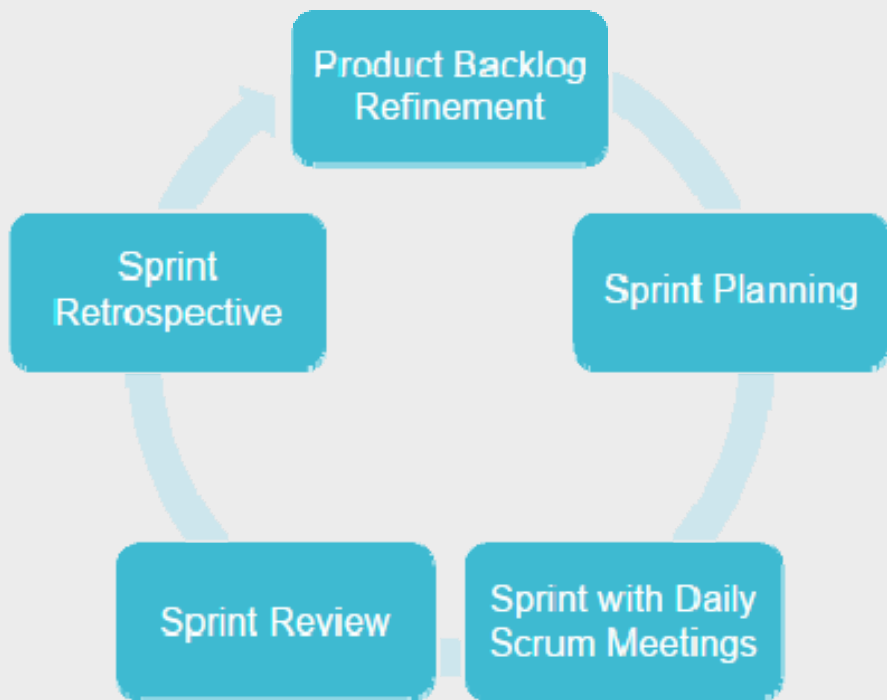 Product Backlog
Refinement
Sprint Planning
Sprint with Daily
Scrum Meetings
Sprint Review
Sprint
Retrospective